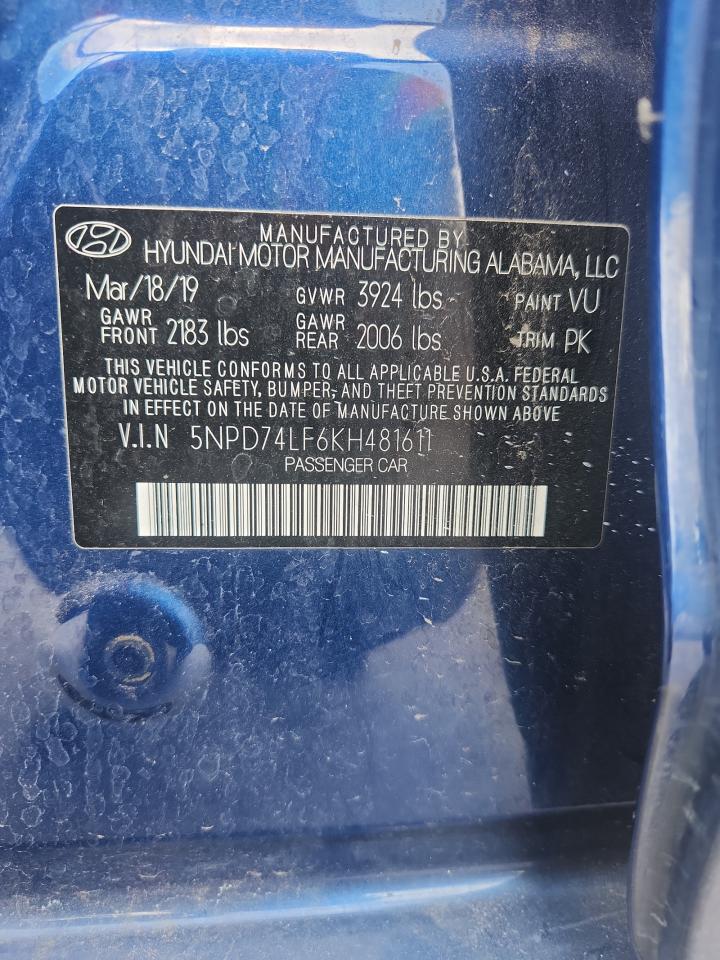 MANUFACTURED BY
HYUNDAI MOTOR MANUFACTURING ALABAMA, LLC
Mar/18/19 GVWR 3924 lbs PAINT VU
GAWR FRONT 2183 lbs GAWR REAR 2006 lbs TRIM PK
THIS VEHICLE CONFORMS TO ALL APPLICABLE U.S.A. FEDERAL
MOTOR VEHICLE SAFETY, BUMPER, AND THEFT PREVENTION STANDARDS
IN EFFECT ON THE DATE OF MANUFACTURE SHOWN ABOVE
V.I.N 5NPD74LF6KH481611
PASSENGER CAR